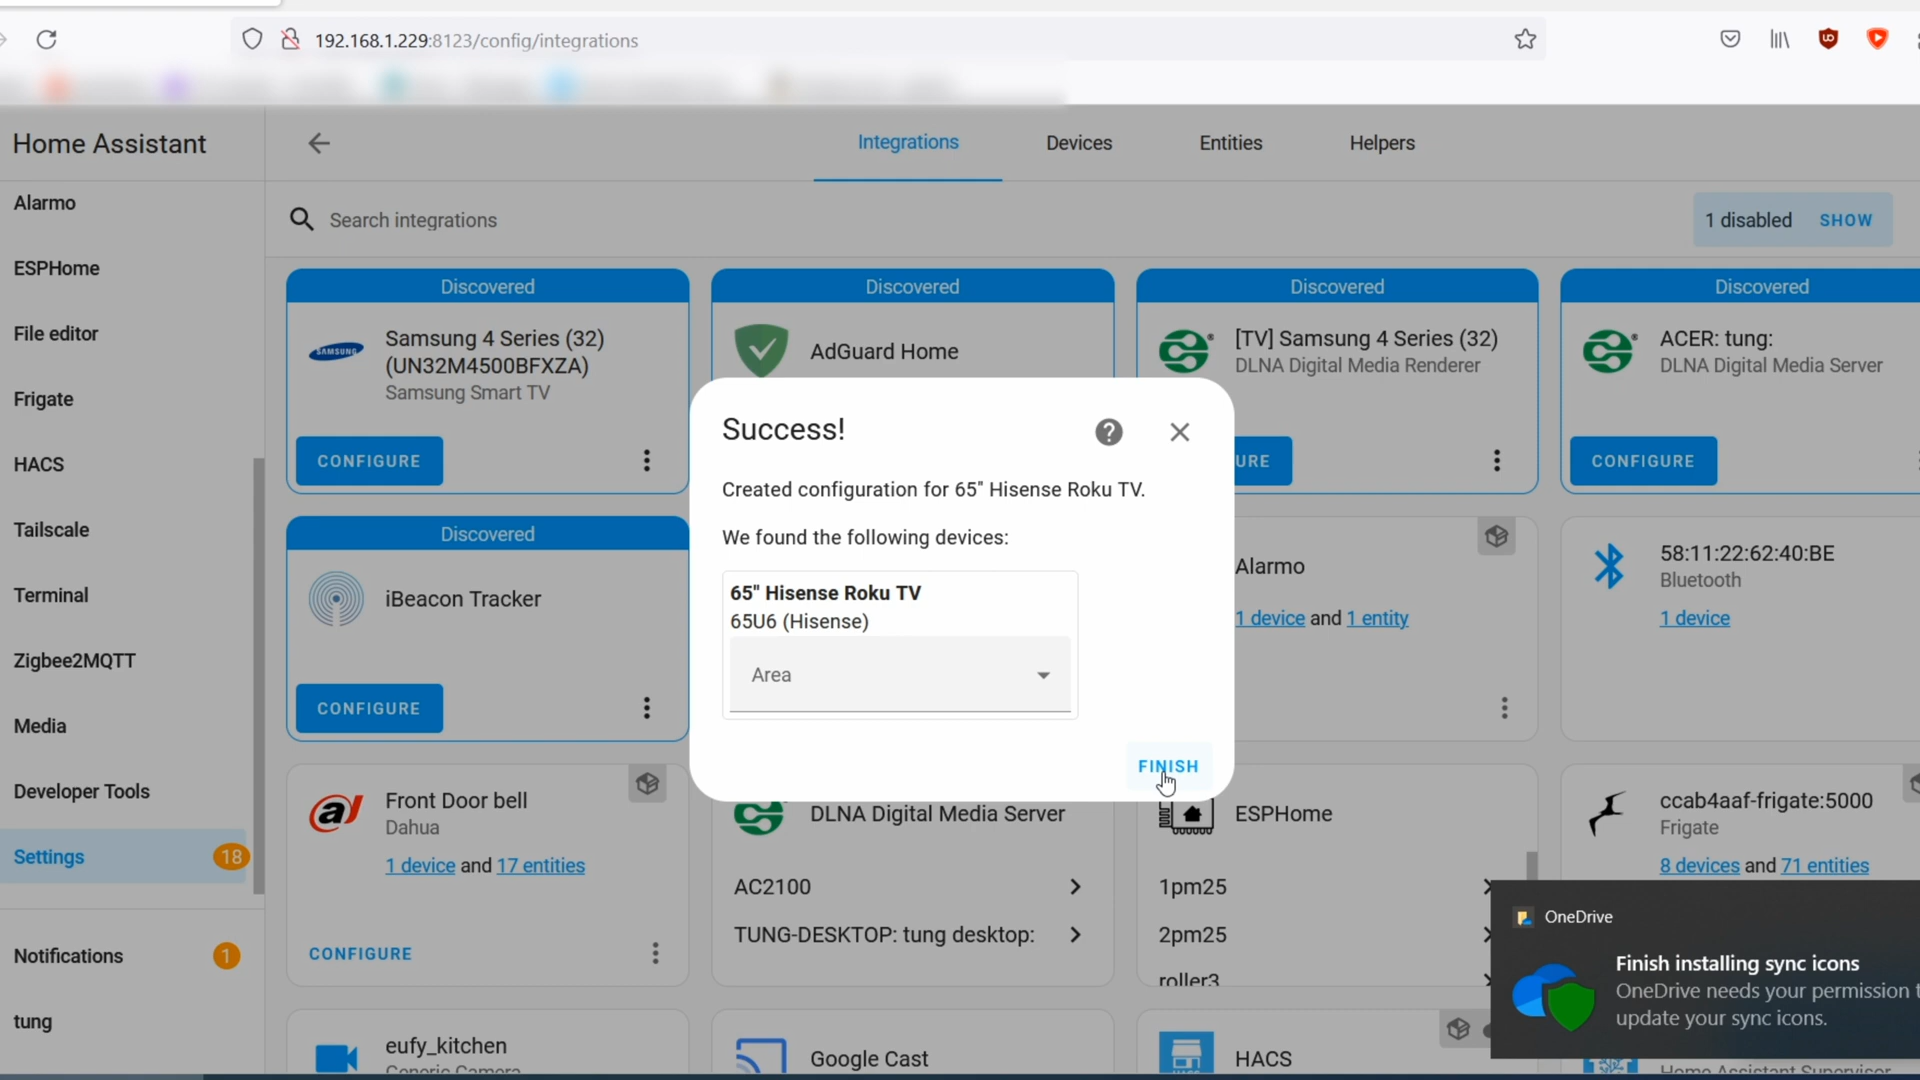 192.168.1.229:8123/config/integrations
Home Assistant
Integrations
Devices
Entities
Helpers
Alarmo
ESPHome
File editor
Frigate
HACS
Tailscale
Terminal
Zigbee2MQTT
Media
Developer Tools
Settings
18
Notifications
1
tung
Search integrations
1 disabled
SHOW
Discovered
SAMSUNG
Samsung 4 Series (32)
(UN32M4500BFXZA)
Samsung Smart TV
CONFIGURE
Discovered
AdGuard Home
Discovered
[TV] Samsung 4 Series (32)
DLNA Digital Media Renderer
URE
Discovered
ACER: tung:
DLNA Digital Media Server
CONFIGURE
Discovered
iBeacon Tracker
CONFIGURE
Success!
Created configuration for 65" Hisense Roku TV.
We found the following devices:
65" Hisense Roku TV
65U6 (Hisense)
Area
FINISH
Alarmo
1 device and 1 entity
58:11:22:62:40:BE
Bluetooth
1 device
Front Door bell
Dahua
1 device and 17 entities
CONFIGURE
DLNA Digital Media Server
AC2100
TUNG-DESKTOP: tung desktop:
ESPHome
1pm25
2pm25
roller3
ccab4aaf-frigate:5000
Frigate
8 devices and 71 entities
eufy_kitchen
Generic Camera
Google Cast
HACS
Home Assistant Supervisor
OneDrive
Finish installing sync icons
OneDrive needs your permission t
update your sync icons.